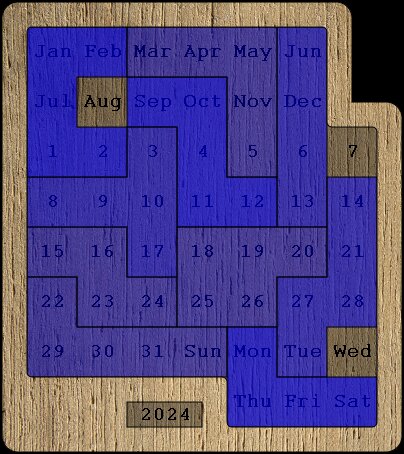 Jan Feb Mar Apr May Jun
Jul Aug Sep Oct Nov Dec
1 2 3 4 5 6 7
8 9 10 11 12 13 14
15 16 17 18 19 20 21
22 23 24 25 26 27 28
29 30 31 Sun Mon Tue Wed
Thu Fri Sat
2024